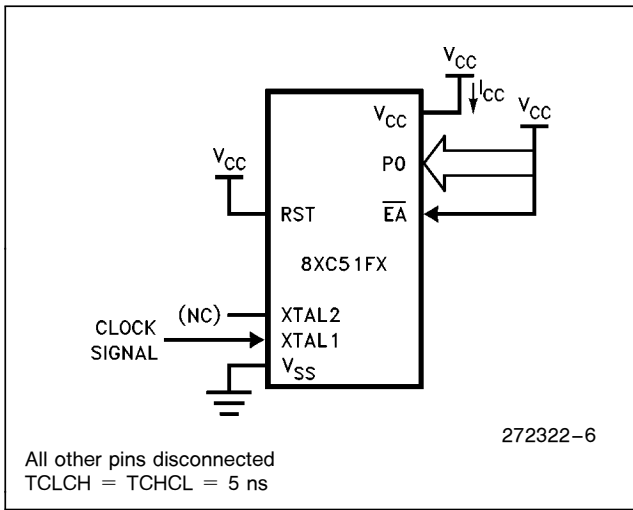 VCC
ICC
VCC
VCC
VCC
P0
RST
EA
8XC51FX
(NC)
XTAL2
CLOCK
SIGNAL
XTAL1
VSS
272322-6
All other pins disconnected
TCLCH = TCHCL = 5 ns